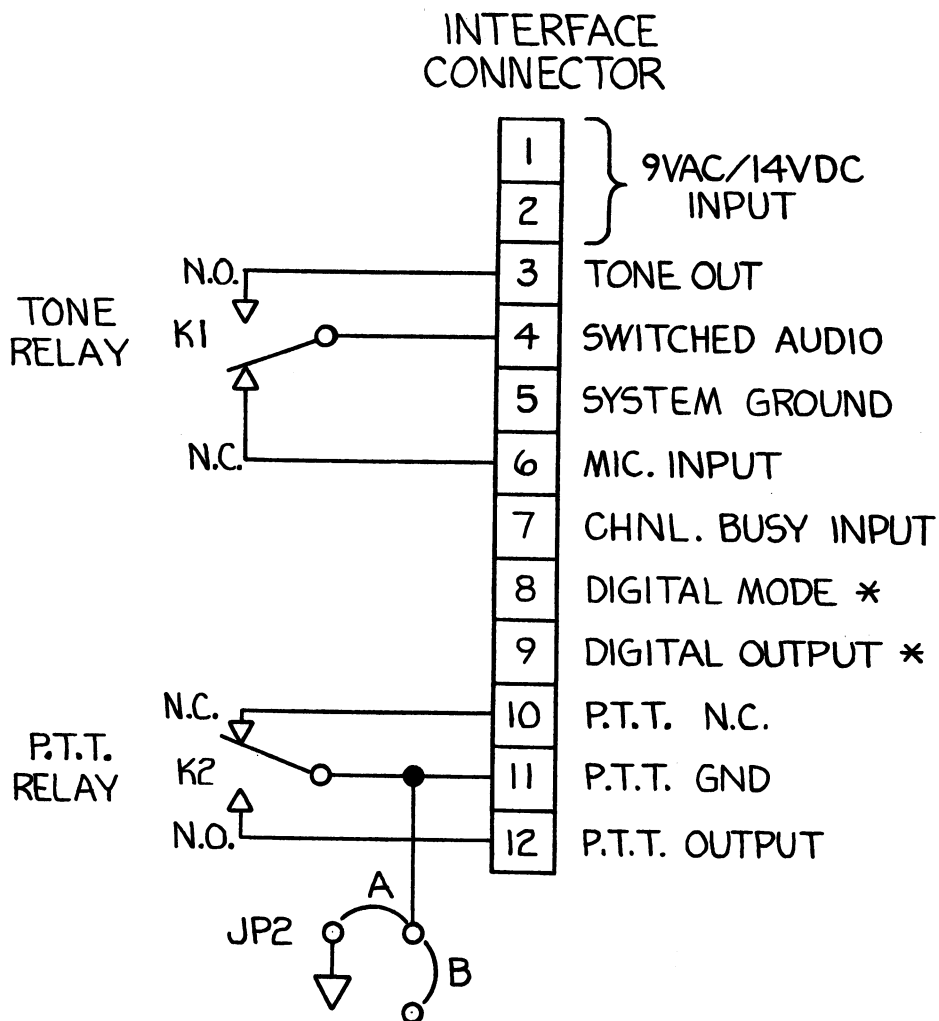 INTERFACE
CONNECTOR
1
2
9VAC/14VDC
INPUT
N.O.
3 TONE OUT
TONE
RELAY
K1
4 SWITCHED AUDIO
5 SYSTEM GROUND
N.C.
6 MIC. INPUT
7 CHNL. BUSY INPUT
8 DIGITAL MODE *
9 DIGITAL OUTPUT *
N.C.
10 P.T.T. N.C.
P.T.T.
RELAY
K2
11 P.T.T. GND
N.O.
12 P.T.T. OUTPUT
A
JP2
B